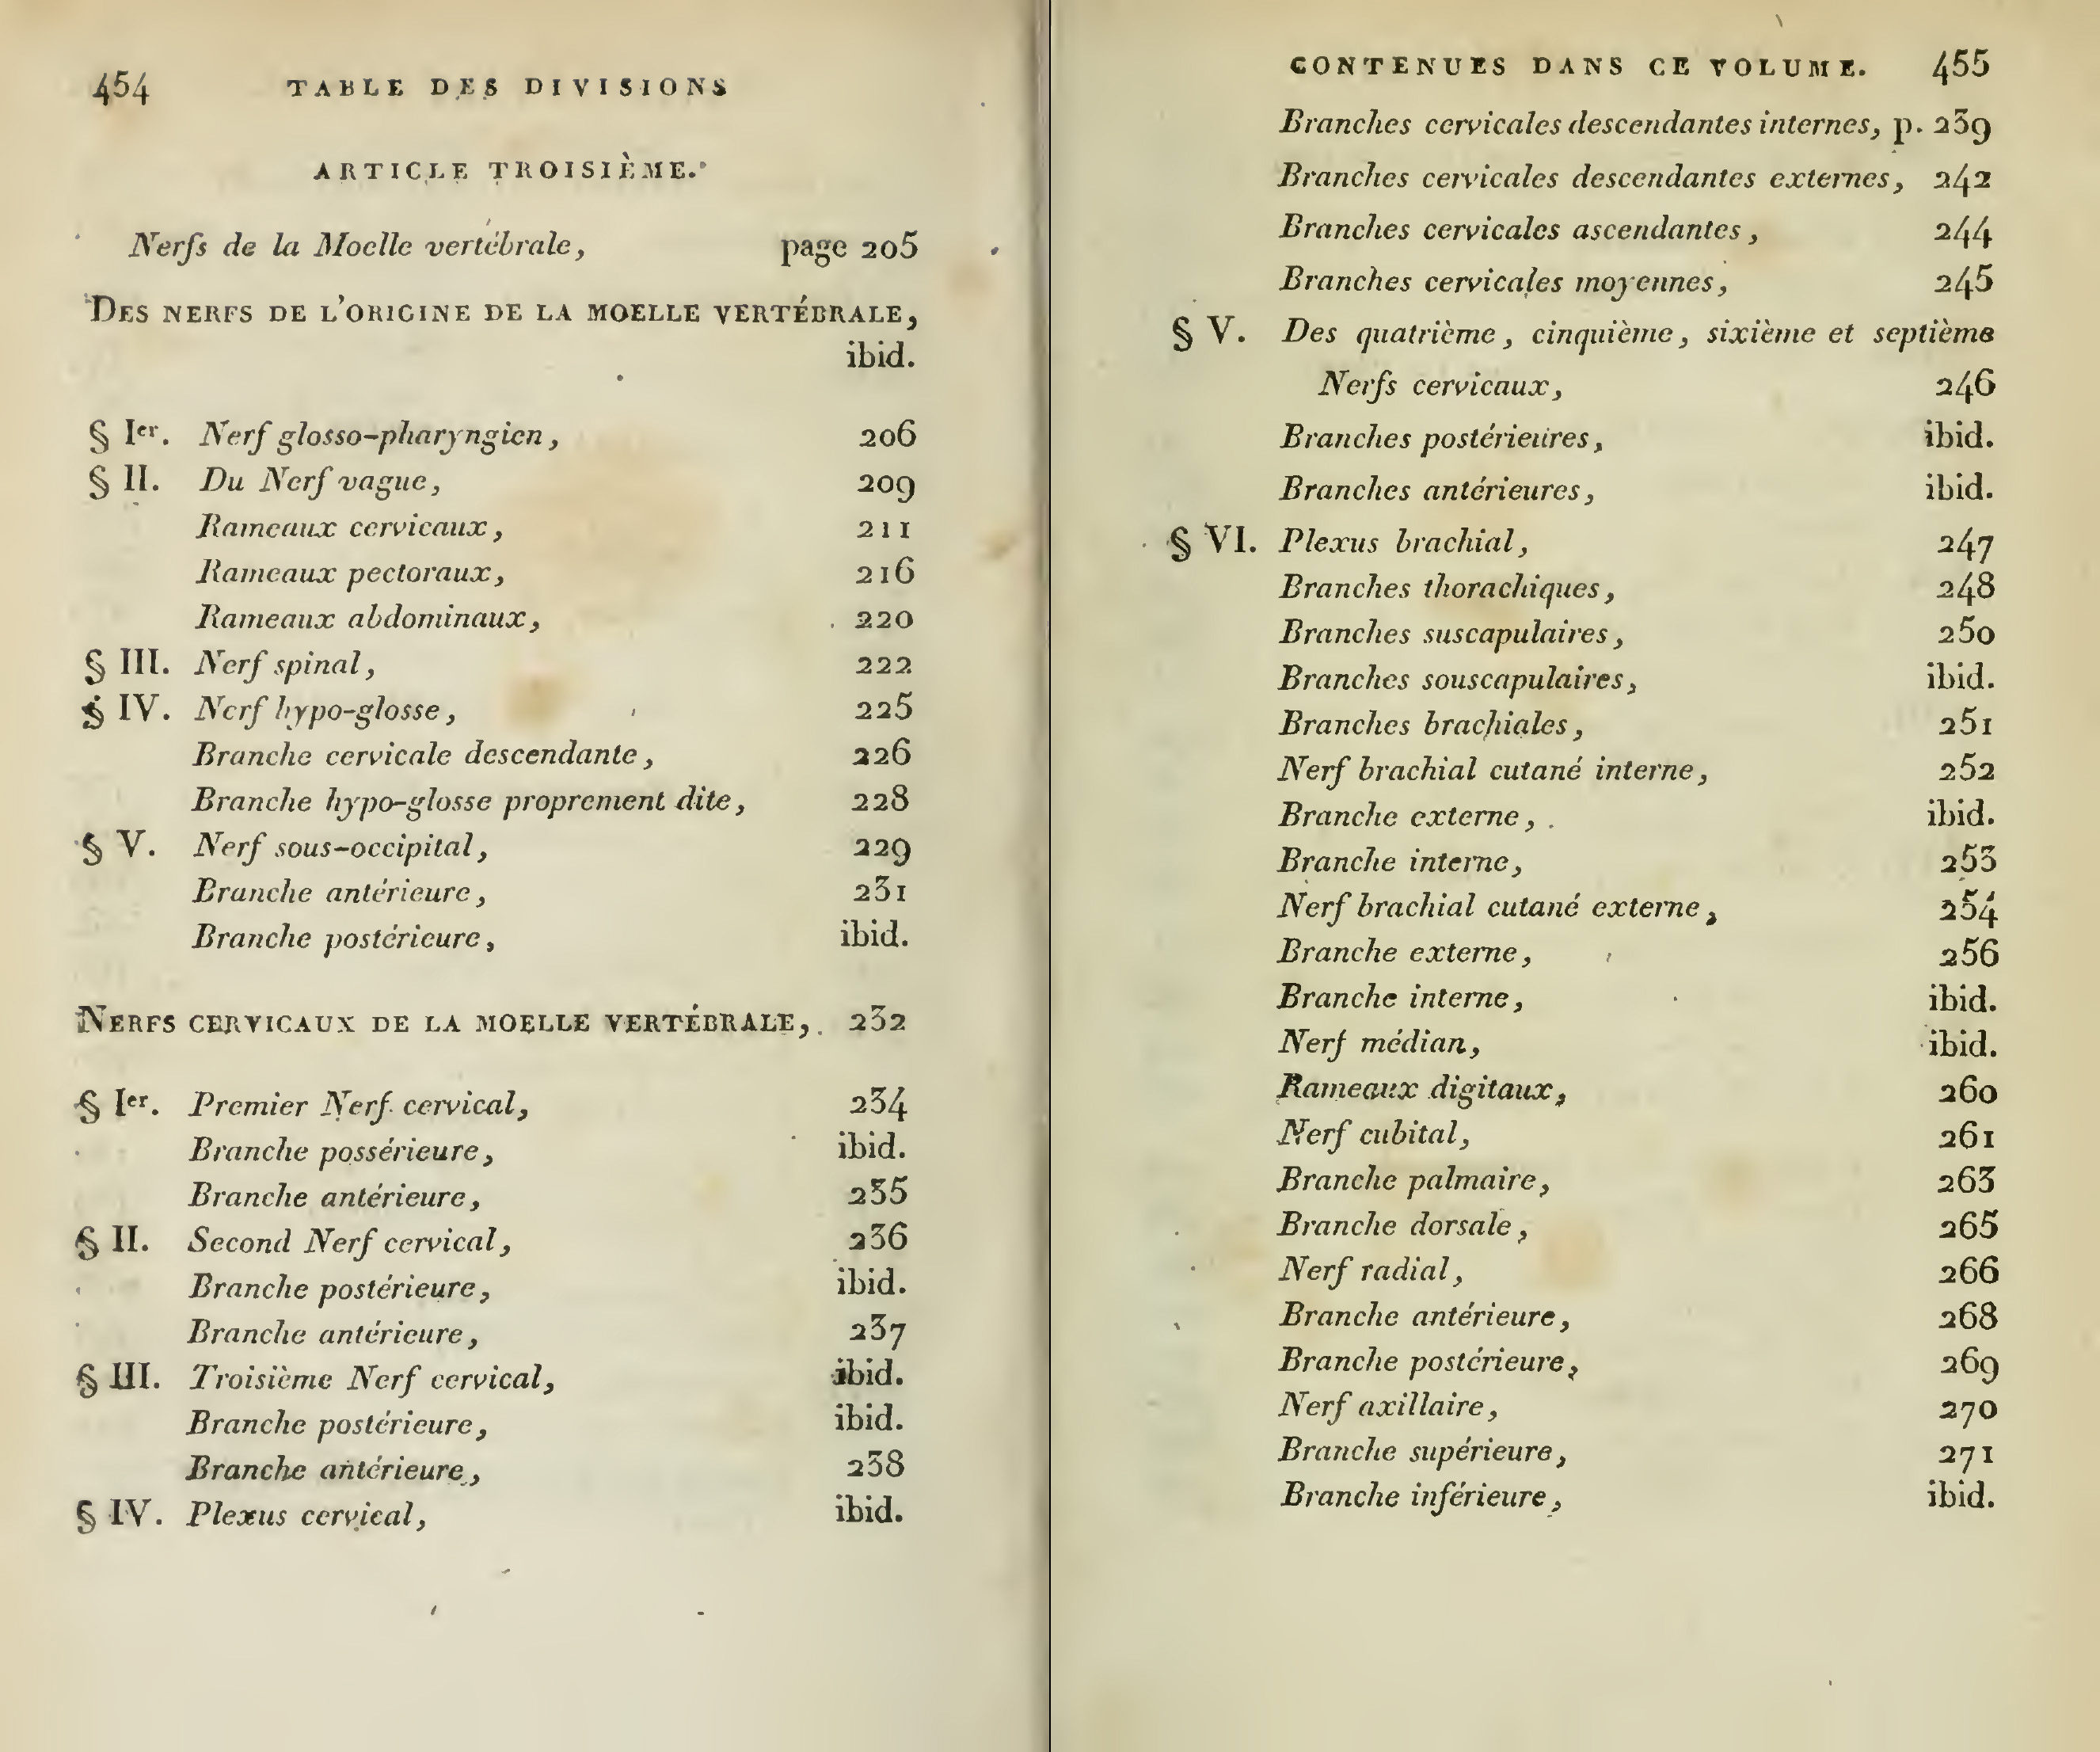 454 TABLE DES DIVISIONS
ARTICLE TROISIÈME.
Nerfs de la Moelle vertébrale, page 205
DES NERFS DE L'ORIGINE DE LA MOELLE VERTÉBRALE,
ibid.
§ Ier. Nerf glosso-pharyngien, 206
§ II. Du Nerf vague, 209
Rameaux cervicaux, 211
Rameaux pectoraux, 216
Rameaux abdominaux, 220
§ III. Nerf spinal, 222
§ IV. Nerf hypo-glosse, 225
Branche cervicale descendante, 226
Branche hypo-glosse proprement dite, 228
§ V. Nerf sous-occipital, 229
Branche antérieure, 231
Branche postérieure, ibid.
NERFS CERVICAUX DE LA MOELLE VERTÉBRALE, 232
§ Ier. Premier Nerf cervical, 234
Branche possérieure, ibid.
Branche antérieure, 235
§ II. Second Nerf cervical, 236
Branche postérieure, ibid.
Branche antérieure, 237
§ III. Troisième Nerf cervical, ibid.
Branche postérieure, ibid.
Branche antérieure, 238
§ IV. Plexus cervical, ibid.
CONTENUES DANS CE VOLUME. 455
Branches cervicales descendantes internes, p. 239
Branches cervicales descendantes externes, 242
Branches cervicales ascendantes, 244
Branches cervicales moyennes, 245
§ V. Des quatrième, cinquième, sixième et septième
Nerfs cervicaux, 246
Branches postérieures, ibid.
Branches antérieures, ibid.
§ VI. Plexus brachial, 247
Branches thorachiques, 248
Branches suscapulaires, 250
Branches souscapulaires, ibid.
Branches brachiales, 251
Nerf brachial cutané interne, 252
Branche externe, ibid.
Branche interne, 253
Nerf brachial cutané externe, 254
Branche externe, 256
Branche interne, ibid.
Nerf médian, ibid.
Rameaux digitaux, 260
Nerf cubital, 261
Branche palmaire, 263
Branche dorsale, 265
Nerf radial, 266
Branche antérieure, 268
Branche postérieure, 269
Nerf axillaire, 270
Branche supérieure, 271
Branche inférieure, ibid.